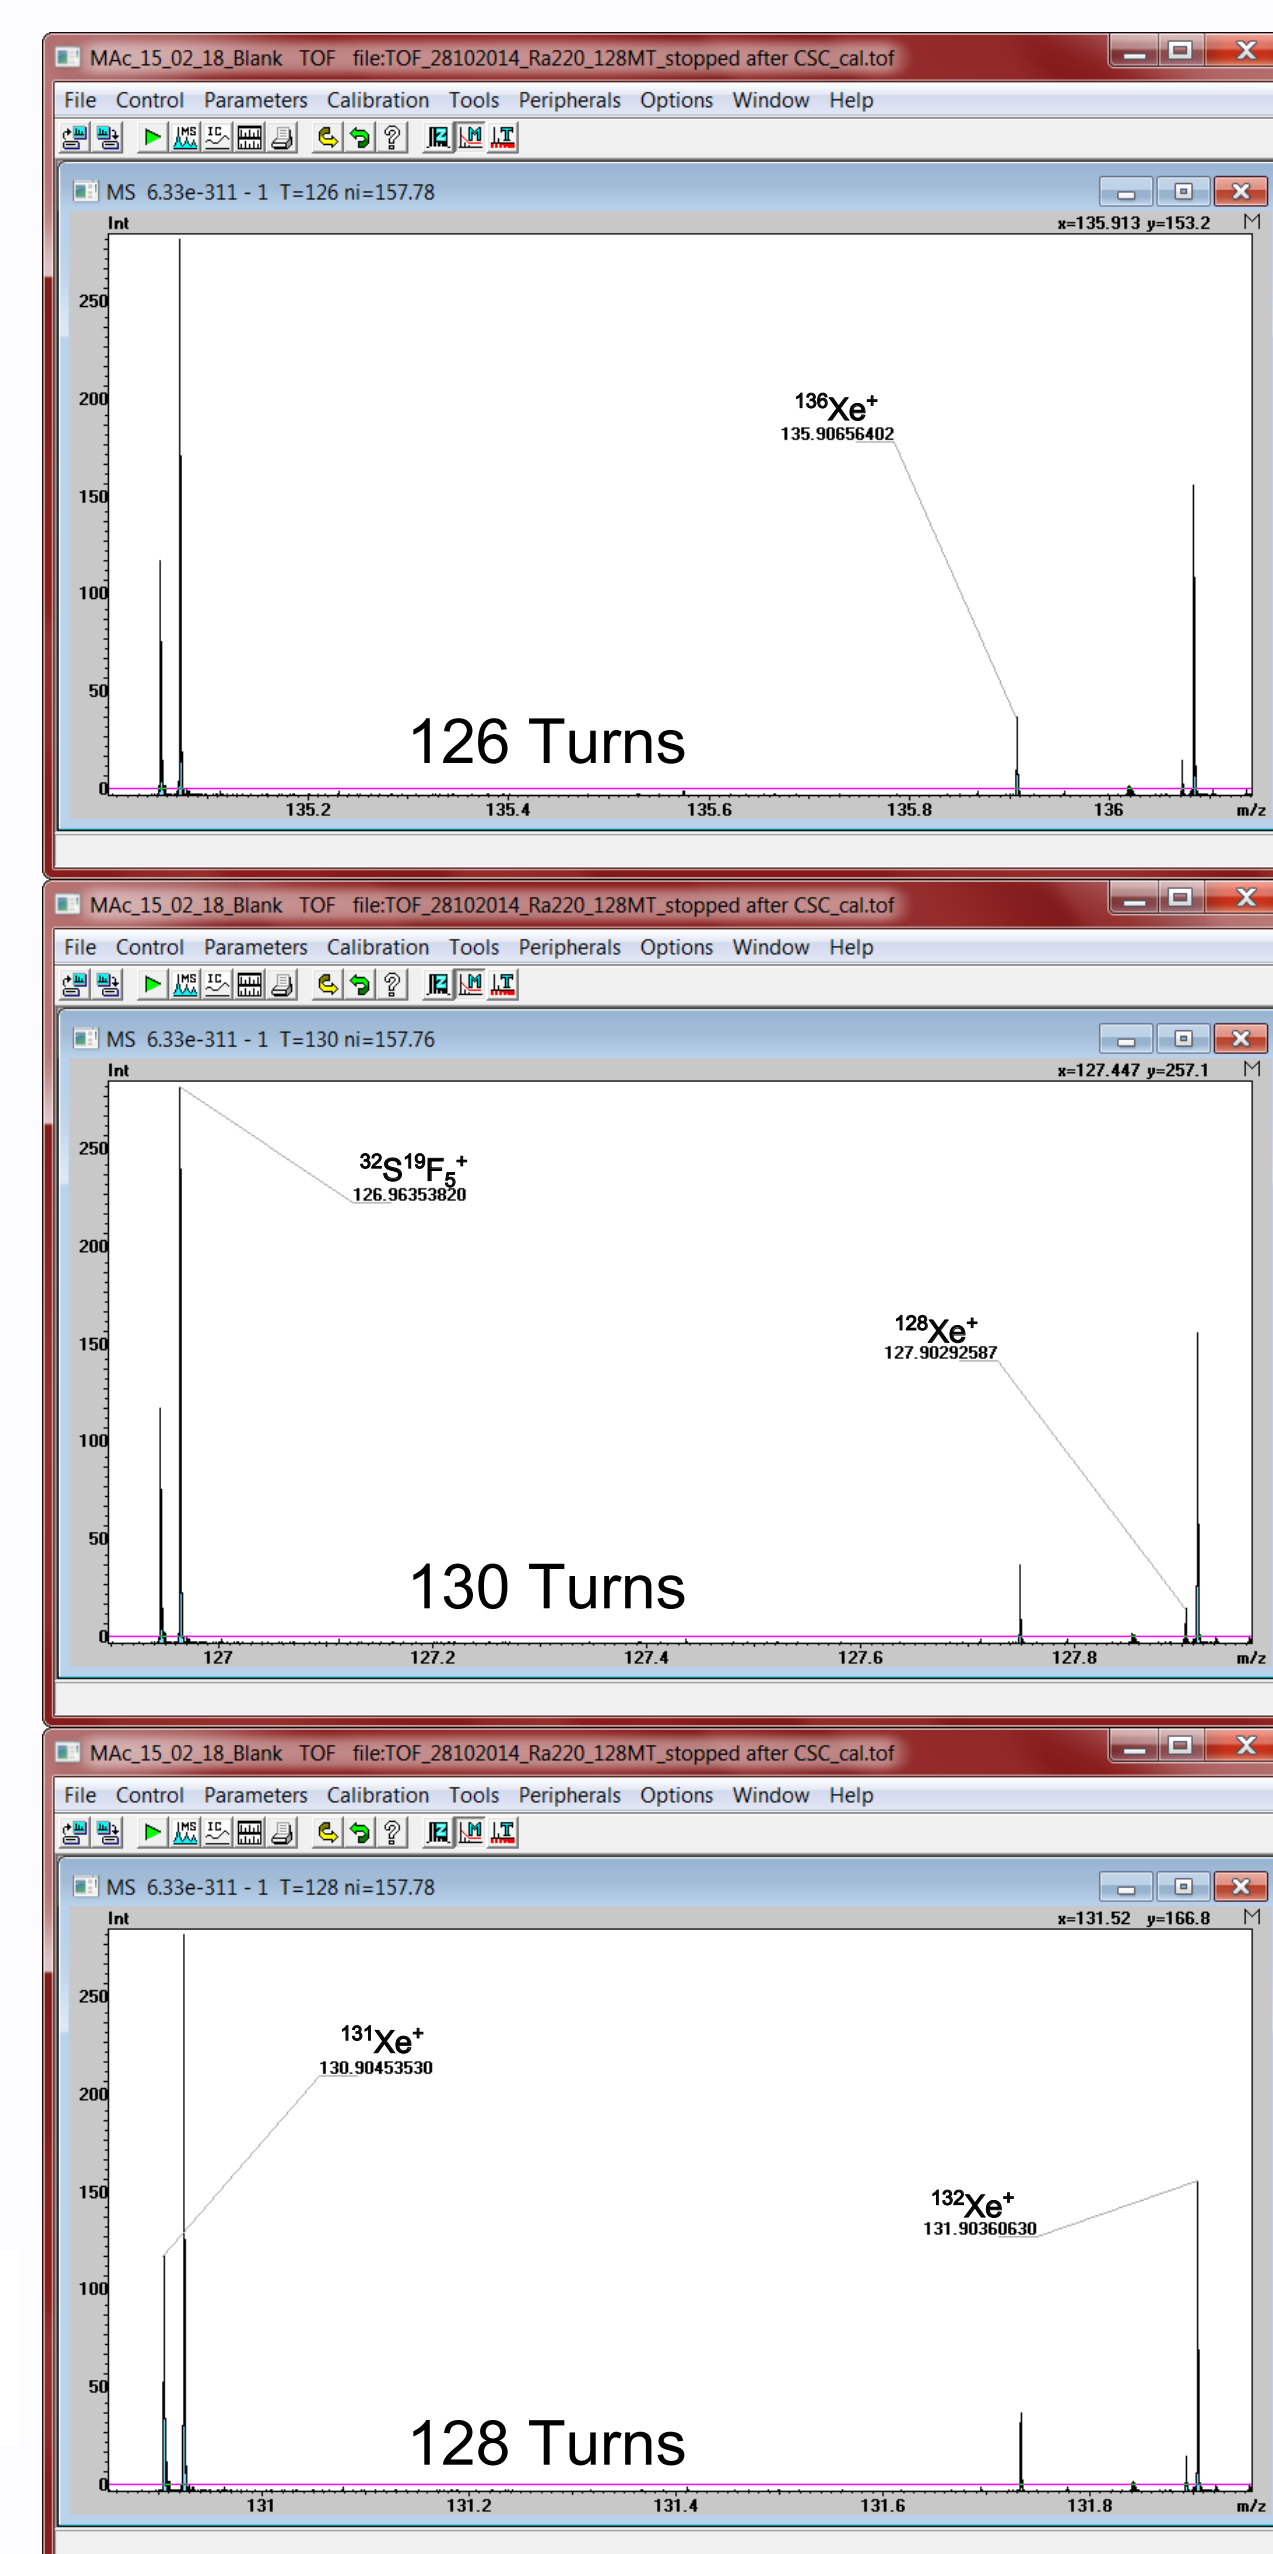 MAc_15_02_18_Blank TOF file:TOF_28102014_Ra220_128MT_stopped after CSC_cal.tof
File Control Parameters Calibration Tools Peripherals Options Window Help
MS IC M T
MS 6.33e-311 - 1 T=126 ni=157.78
Int x=135.913 y=153.2 M
250
200
¹³⁶Xe⁺
135.90656402
150
100
50
126 Turns
0
135.2 135.4 135.6 135.8 136 m/z
MAc_15_02_18_Blank TOF file:TOF_28102014_Ra220_128MT_stopped after CSC_cal.tof
File Control Parameters Calibration Tools Peripherals Options Window Help
MS IC M T
MS 6.33e-311 - 1 T=130 ni=157.76
Int x=127.447 y=257.1 M
250
³²S¹⁹F₅⁺
126.96353820
200
¹²⁸Xe⁺
127.90292587
150
100
50
130 Turns
0
127 127.2 127.4 127.6 127.8 m/z
MAc_15_02_18_Blank TOF file:TOF_28102014_Ra220_128MT_stopped after CSC_cal.tof
File Control Parameters Calibration Tools Peripherals Options Window Help
MS IC M T
MS 6.33e-311 - 1 T=128 ni=157.78
Int x=131.52 y=166.8 M
250
¹³¹Xe⁺
130.90453530
200
150
¹³²Xe⁺
131.90360630
100
50
128 Turns
0
131 131.2 131.4 131.6 131.8 m/z